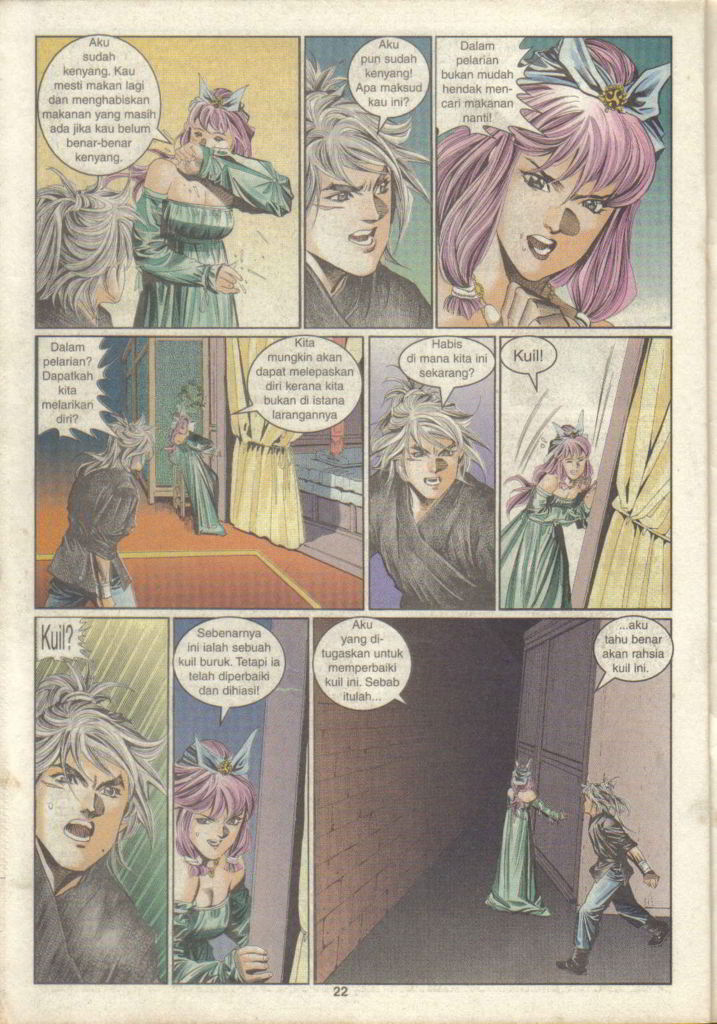 Aku
sudah
kenyang. Kau
mesti makan lagi
dan menghabiskan
makanan yang masih
ada jika kau belum
benar-benar
kenyang.
Aku
pun sudah
kenyang!
Apa maksud
kau ini?
Dalam
pelarian
bukan mudah
hendak men-
cari makanan
nanti!
Dalam
pelarian?
Dapatkah
kita
melarikan
diri?
Kita
mungkin akan
dapat melepaskan
diri kerana kita
bukan di istana
larangannya
Habis
di mana kita ini
sekarang?
Kuil!
Kuil?
Sebenarnya
ini ialah sebuah
kuil buruk. Tetapi ia
telah diperbaiki
dan dihiasi!
Aku
yang di-
tugaskan untuk
memperbaiki
kuil ini. Sebab
itulah...
...aku
tahu benar
akan rahsia
kuil ini.
22